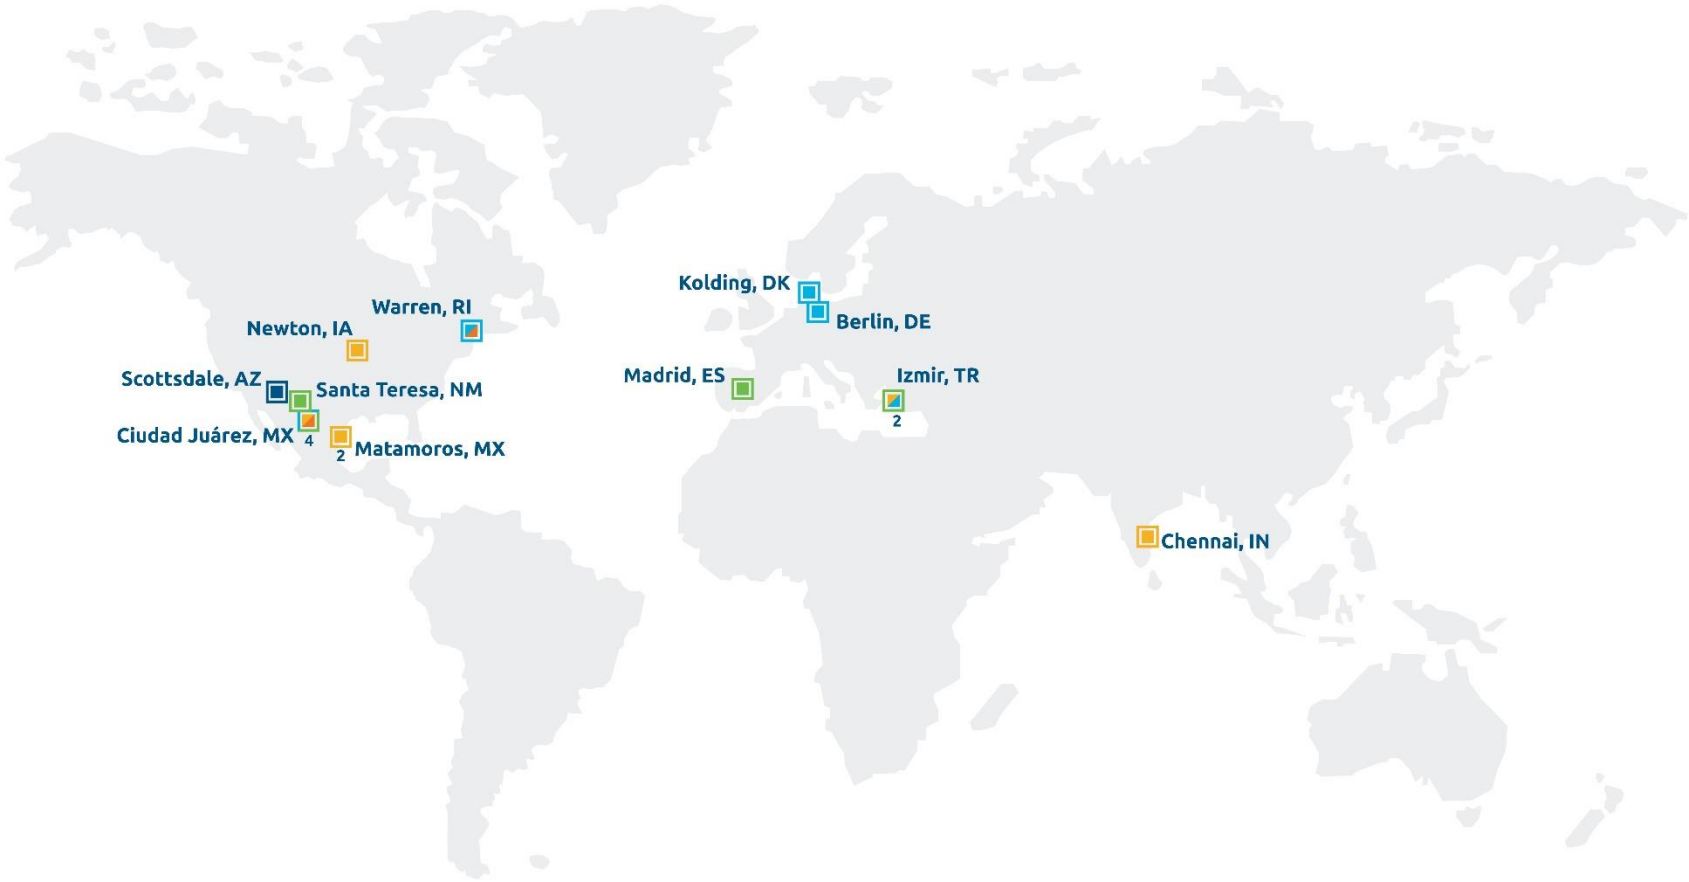 Kolding, DK
Warren, RI
Berlin, DE
Newton, IA
Scottsdale, AZ
Santa Teresa, NM
Madrid, ES
Izmir, TR
2
Ciudad Juárez, MX
4
Matamoros, MX
2
Chennai, IN